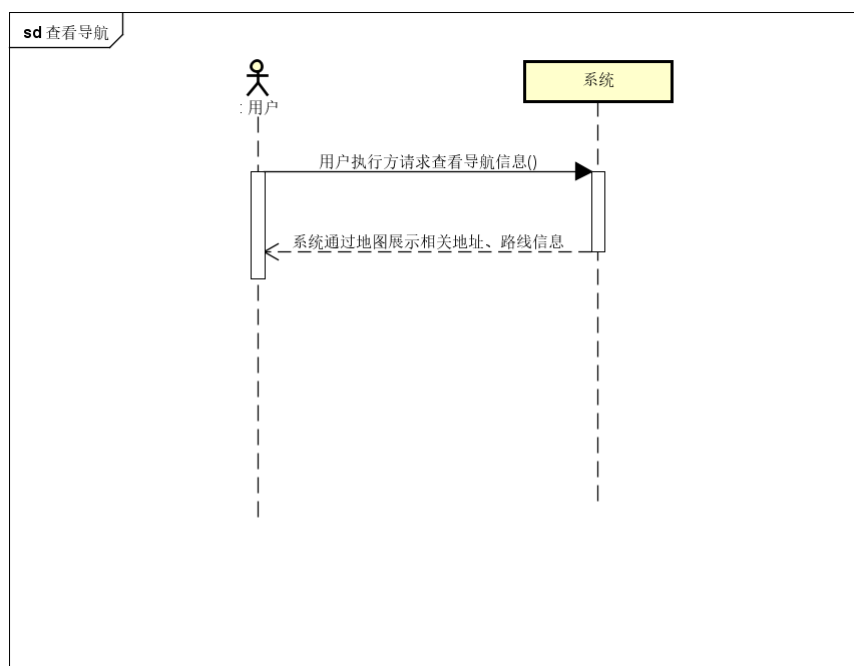 sd 查看导航
: 用户
系统
用户执行方请求查看导航信息()
系统通过地图展示相关地址、路线信息